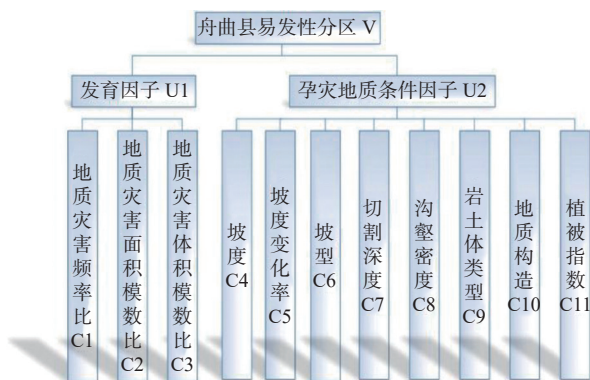 舟曲县易发性分区 V
发育因子 U1
孕灾地质条件因子 U2
地质灾害频率比 C1
地质灾害面积模数比 C2
地质灾害体积模数比 C3
坡度 C4
坡度变化率 C5
坡型 C6
切割深度 C7
沟壑密度 C8
岩土体类型 C9
地质构造 C10
植被指数 C11